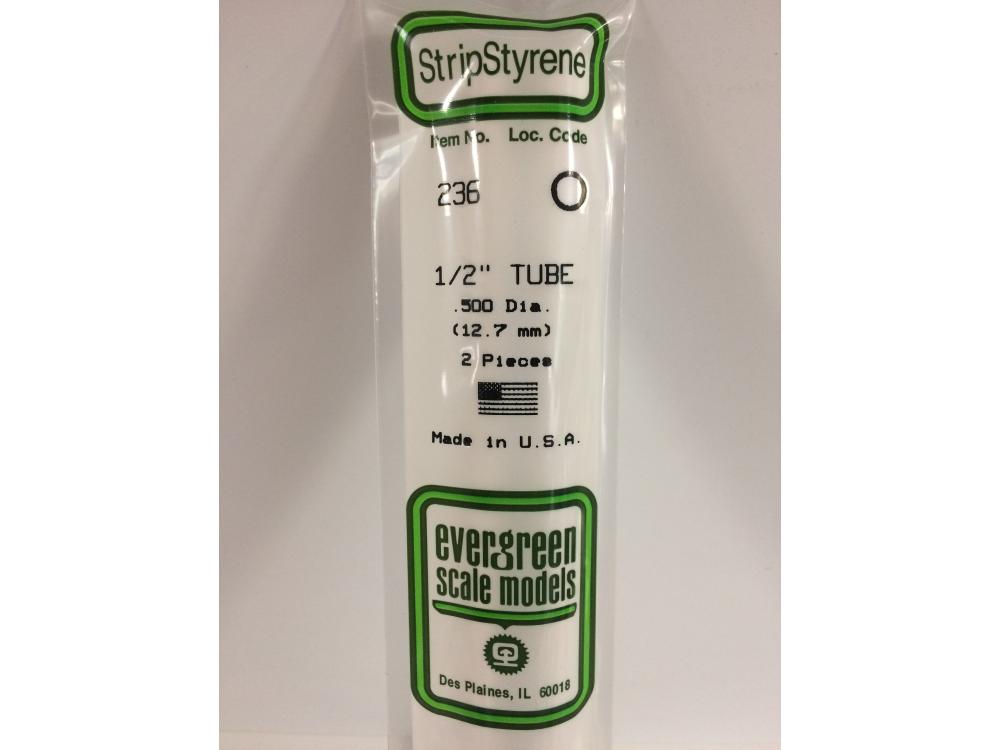 StripStyrene
Item No. Loc. Code
236
1/2" TUBE
.500 Dia.
(12.7 mm)
2 Pieces
Made in U.S.A.
evergreen
scale models
Des Plaines, IL 60018